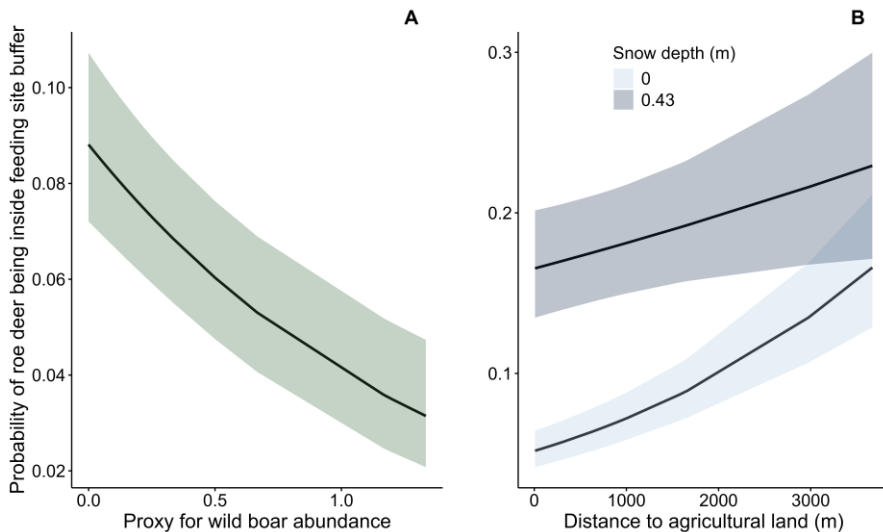 A
B
Probability of roe deer being inside feeding site buffer
0.10
0.08
0.06
0.04
0.02
0.0
0.5
1.0
Proxy for wild boar abundance
Snow depth (m)
0
0.43
0.3
0.2
0.1
0
1000
2000
3000
Distance to agricultural land (m)